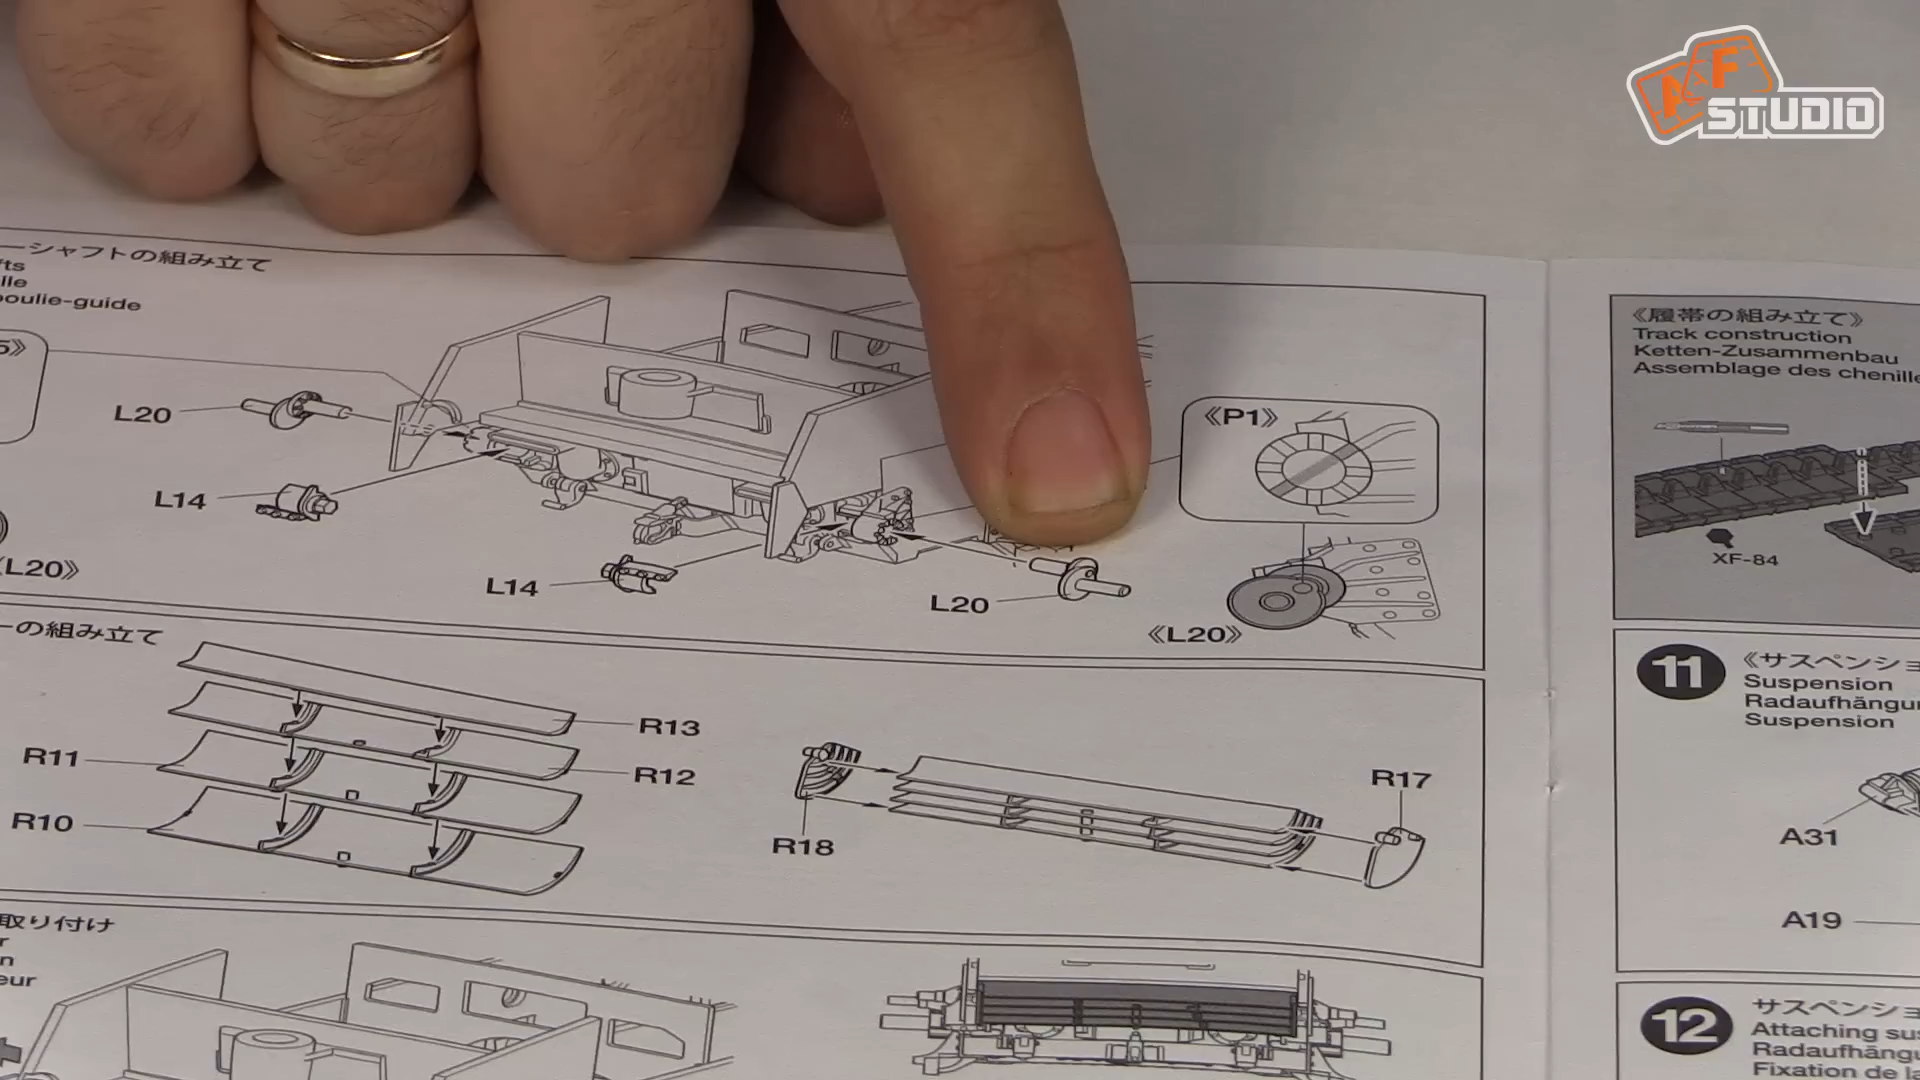 A&F
STUDIO
ーシャフトの組み立て
poulie-guide
L20
L14
L14
L20
《P1》
《L20》
L20》
ーの組み立て
R13
R11
R12
R10
R18
R17
取り付け
《履帯の組み立て》
Track construction
Ketten-Zusammenbau
Assemblage des chenille
XF-84
11
《サスペンショ
Suspension
Radaufhängu
Suspension
A31
A19
12
サスペンショ
Attaching su
Radaufhängu
Fixation de la